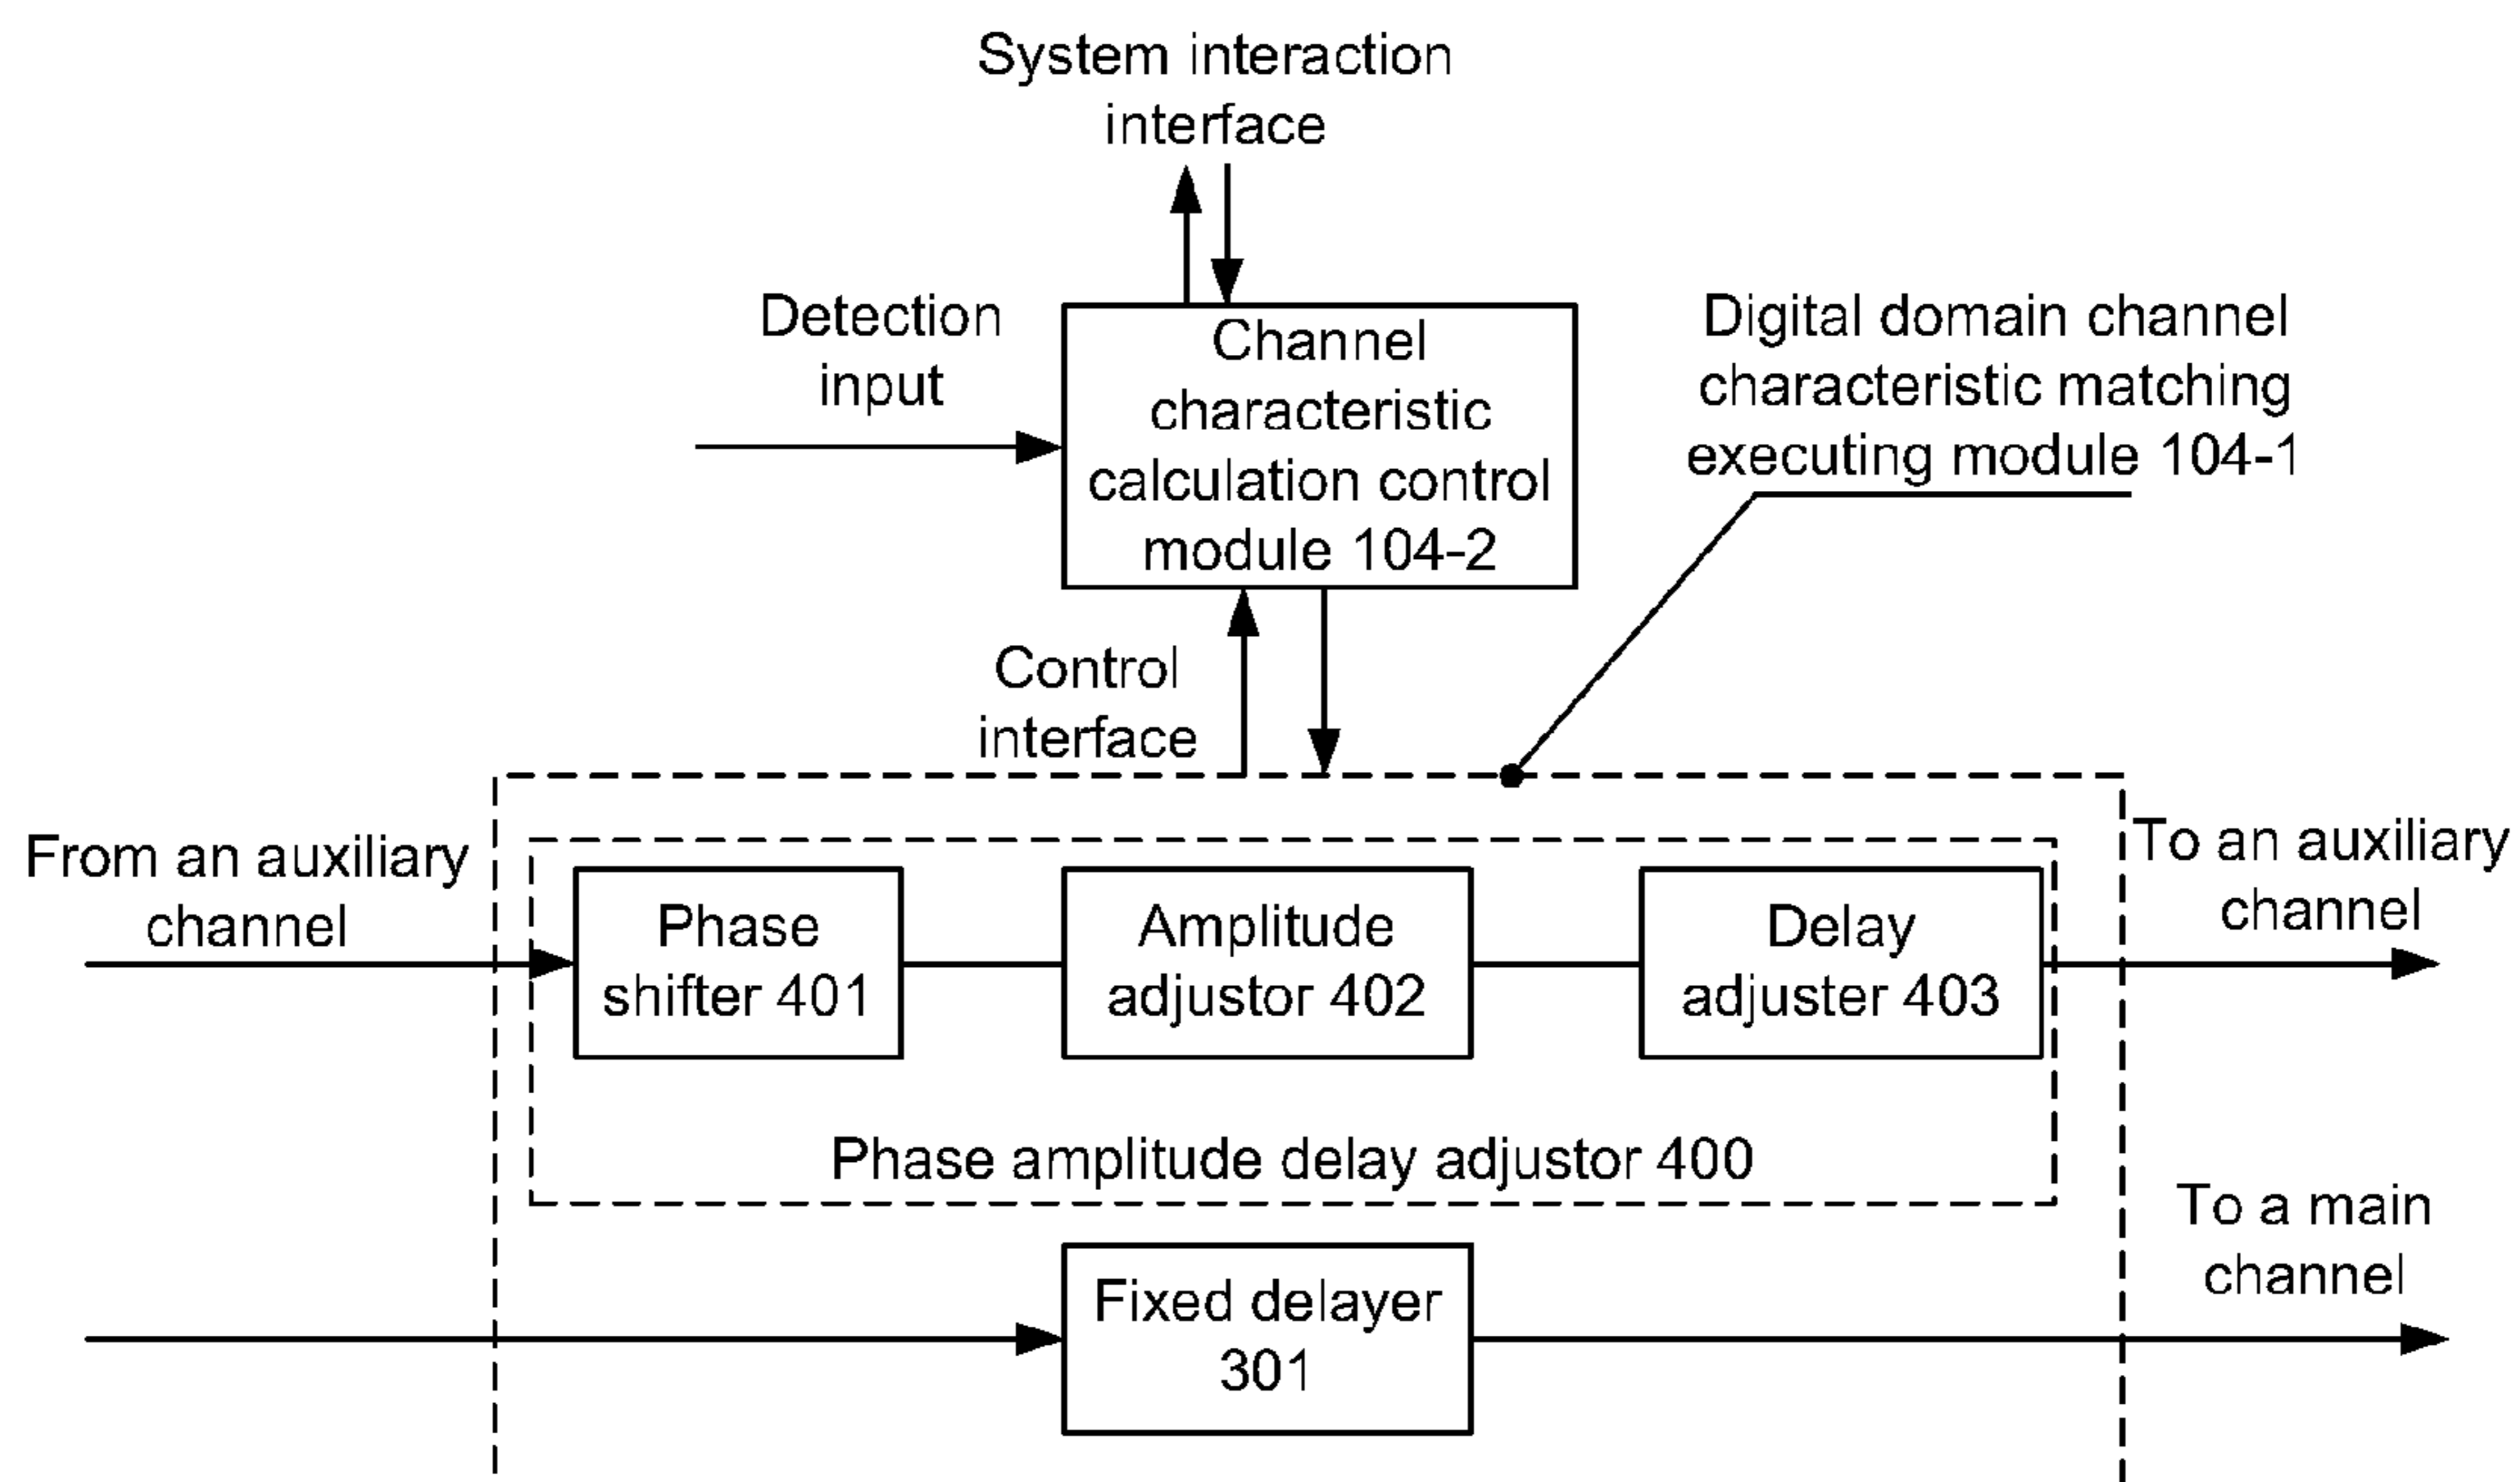 System interaction
interface
Detection
input
Channel
characteristic
calculation control
module 104-2
Digital domain channel
characteristic matching
executing module 104-1
Control
interface
From an auxiliary
channel
Phase
shifter 401
Amplitude
adjustor 402
Delay
adjuster 403
To an auxiliary
channel
Phase amplitude delay adjustor 400
To a main
channel
Fixed delayer
301